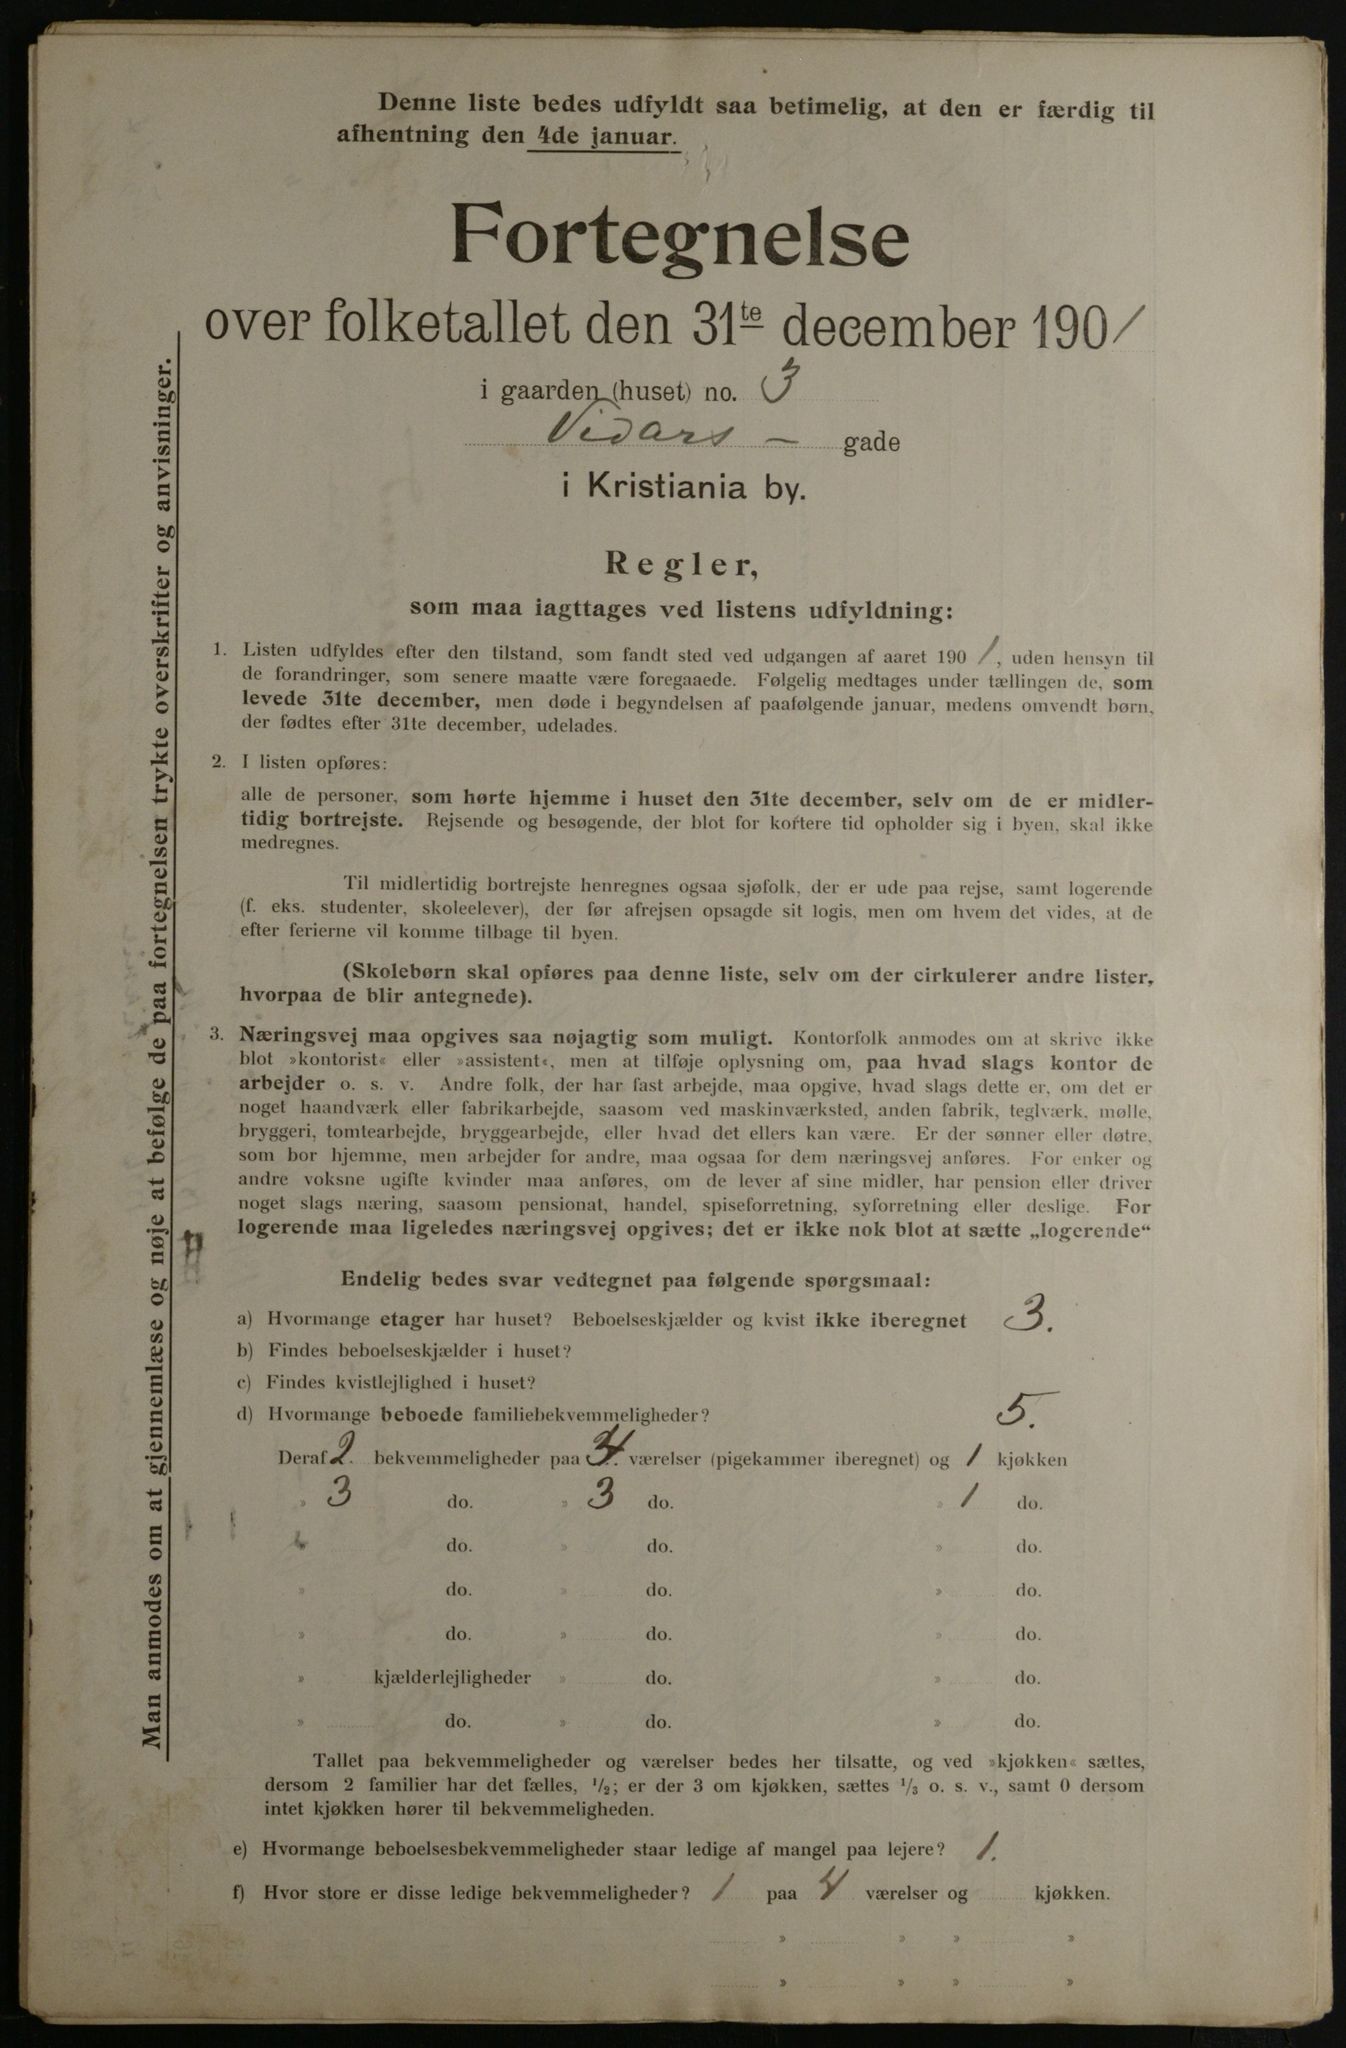 Denne liste bedes udfyldt saa betimelig, at den er færdig til
afhentning den 4de januar.
Fortegnelse
over folketallet den 31te december 1901
i gaarden (huset) no. 3
Vidars – gade
i Kristiania by.
Regler,
som maa iagttages ved listens udfyldning:
1. Listen udfyldes efter den tilstand, som fandt sted ved udgangen af aaret 190 1, uden hensyn til
de forandringer, som senere maatte være foregaaede. Følgelig medtages under tællingen de, som
levede 31te december, men døde i begyndelsen af paafølgende januar, medens omvendt børn,
der fødtes efter 31te december, udelades.
2. I listen opføres:
alle de personer, som hørte hjemme i huset den 31te december, selv om de er midler-
tidig bortrejste. Rejsende og besøgende, der blot for kortere tid opholder sig i byen, skal ikke
medregnes.
Til midlertidig bortrejste henregnes ogsaa sjøfolk, der er ude paa rejse, samt logerende
(f. eks. studenter, skoleelever), der før afrejsen opsagde sit logis, men om hvem det vides, at de
efter ferierne vil komme tilbage til byen.
(Skolebørn skal opføres paa denne liste, selv om der cirkulerer andre lister,
hvorpaa de blir antegnede).
3. Næringsvej maa opgives saa nøjagtig som muligt. Kontorfolk anmodes om at skrive ikke
blot »kontorist« eller »assistent«, men at tilføje oplysning om, paa hvad slags kontor de
arbejder o. s. v. Andre folk, der har fast arbejde, maa opgive, hvad slags dette er, om det er
noget haandværk eller fabrikarbejde, saasom ved maskinværksted, anden fabrik, teglværk, mølle,
bryggeri, tomtearbejde, bryggearbejde, eller hvad det ellers kan være. Er der sønner eller døtre,
som bor hjemme, men arbejder for andre, maa ogsaa for dem næringsvej anføres. For enker og
andre voksne ugifte kvinder maa anføres, om de lever af sine midler, har pension eller driver
noget slags næring, saasom pensionat, handel, spiseforretning, syforretning eller deslige. For
logerende maa ligeledes næringsvej opgives; det er ikke nok blot at sætte „logerende“
Endelig bedes svar vedtegnet paa følgende spørgsmaal:
a) Hvormange etager har huset? Beboelseskjælder og kvist ikke iberegnet 3.
b) Findes beboelseskjælder i huset?
c) Findes kvistlejlighed i huset?
d) Hvormange beboede familiebekvemmeligheder? 5.
Deraf 2. bekvemmeligheder paa 4. værelser (pigekammer iberegnet) og 1 kjøkken
» 3 do. » 3 do. » 1 do.
» do. » do. » do.
» do. » do. » do.
» do. » do. » do.
» kjælderlejligheder » do. » do.
» do. » do. » do.
Tallet paa bekvemmeligheder og værelser bedes her tilsatte, og ved »kjøkken« sættes,
dersom 2 familier har det fælles, 1/2; er der 3 om kjøkken, sættes 1/3 o. s. v., samt 0 dersom
intet kjøkken hører til bekvemmeligheden.
e) Hvormange beboelsesbekvemmeligheder staar ledige af mangel paa lejere? 1.
f) Hvor store er disse ledige bekvemmeligheder? 1 paa 4 værelser og kjøkken.
» » » »
» » » »
Man anmodes om at gjennemlæse og nøje at befølge de paa fortegnelsen trykte overskrifter og anvisninger.